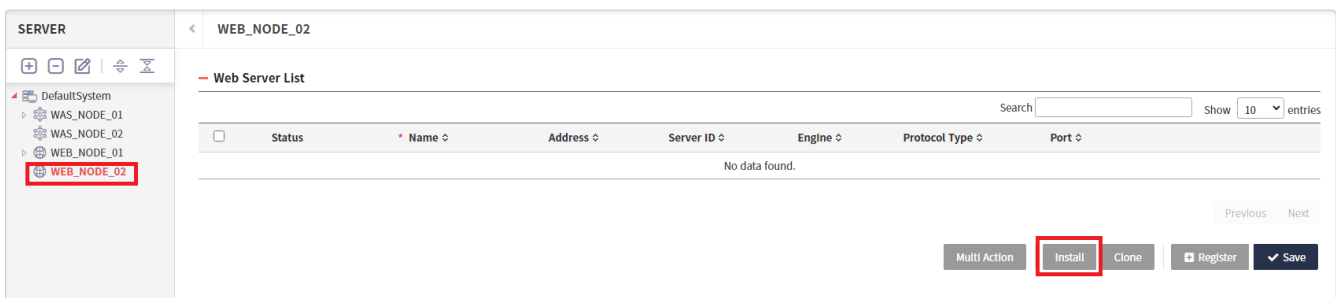 SERVER
WEB_NODE_02
DefaultSystem
WAS_NODE_01
WAS_NODE_02
WEB_NODE_01
WEB_NODE_02
Web Server List
Search Show 10 entries
Status * Name Address Server ID Engine Protocol Type Port
No data found.
Previous Next
Multi Action Install Clone Register Save